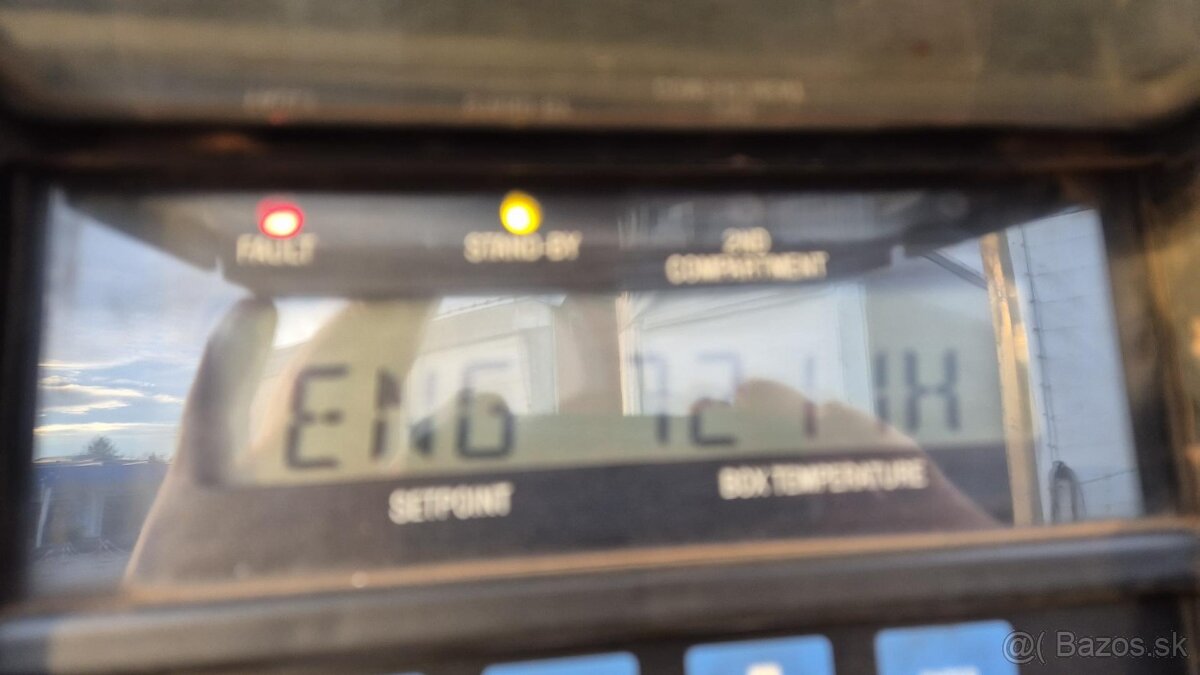 FAULT
STAND-BY
2ND
COMPARTMENT
ENG
SETPOINT
BOX TEMPERATURE
@( Bazos.sk